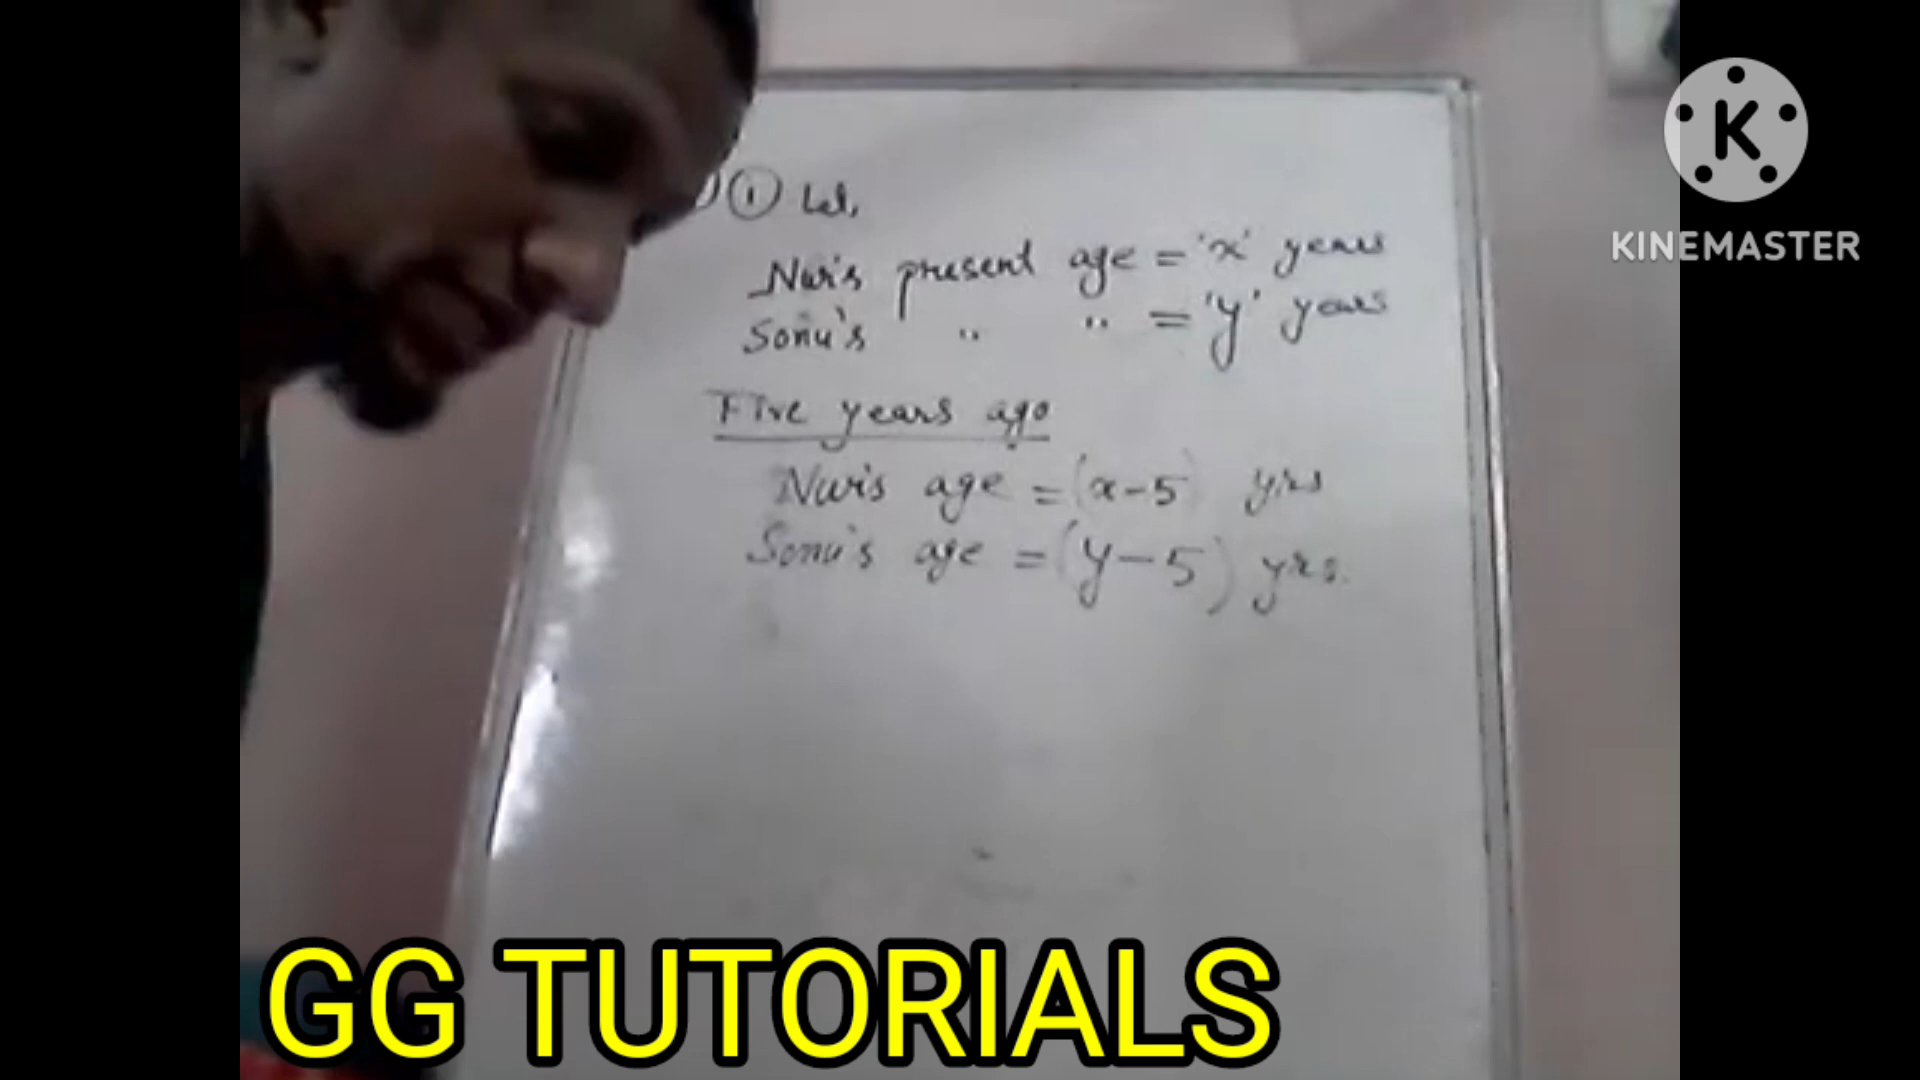 ① Let,
Nuri's present age = 'x' years
Sonu's " " = 'y' years
Five years ago
Nuri's age = (x-5) yrs
Sonu's age = (y-5) yrs.
K
KINEMASTER
GG TUTORIALS